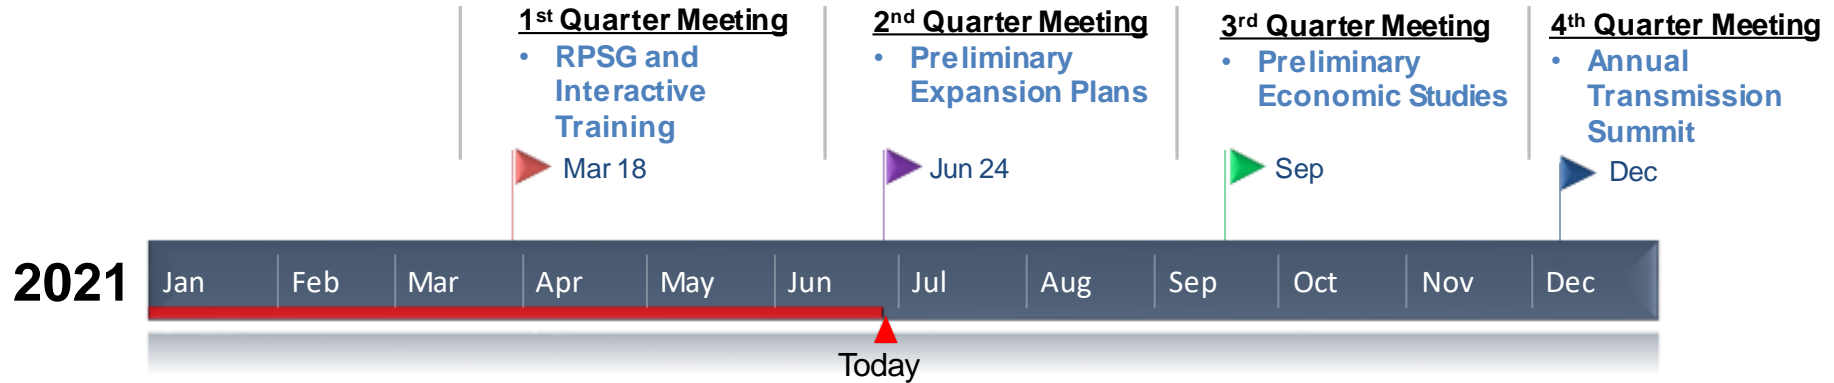 1st Quarter Meeting
• RPSG and
Interactive
Training
Mar 18
2nd Quarter Meeting
• Preliminary
Expansion Plans
Jun 24
3rd Quarter Meeting
• Preliminary
Economic Studies
Sep
4th Quarter Meeting
• Annual
Transmission
Summit
Dec
2021
Jan Feb Mar Apr May Jun Jul Aug Sep Oct Nov Dec
Today